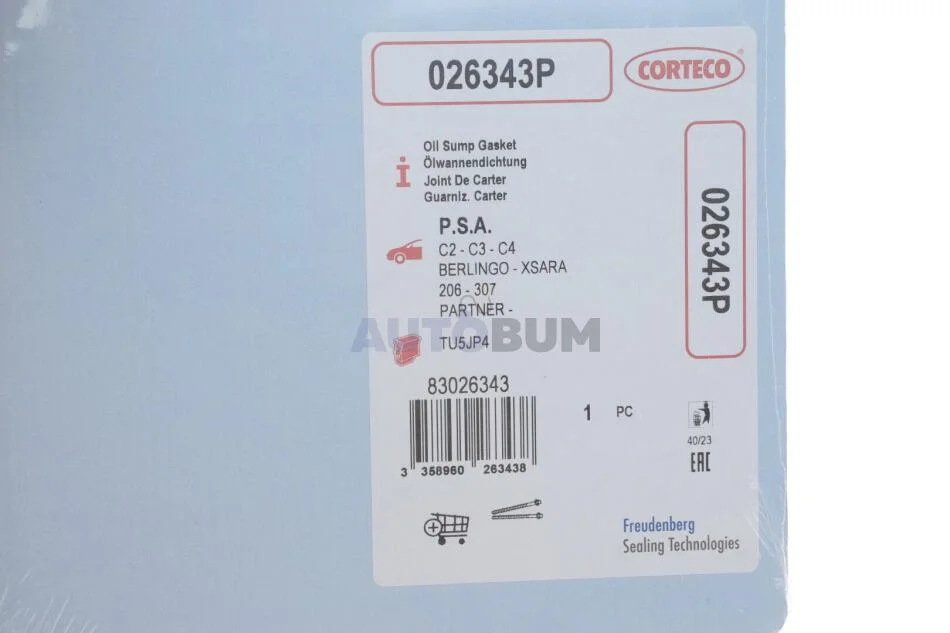 026343P
CORTECO®
Oil Sump Gasket
Ölwannendichtung
Joint De Carter
Guarniz. Carter
i
P.S.A.
C2 - C3 - C4
BERLINGO - XSARA
206 - 307
PARTNER -
AUTOBUM
TU5JP4
026343P
83026343
3 358960 263438
1 PC
40/23
EAC
Freudenberg
Sealing Technologies